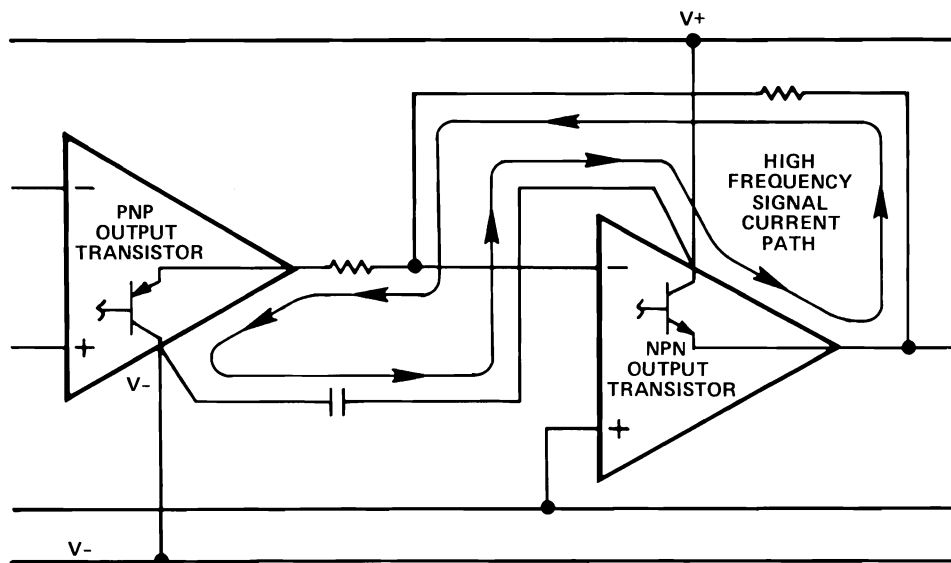 V+
HIGH
FREQUENCY
SIGNAL
CURRENT
PATH
−
PNP
OUTPUT
TRANSISTOR
+
V−
−
NPN
OUTPUT
TRANSISTOR
+
V−